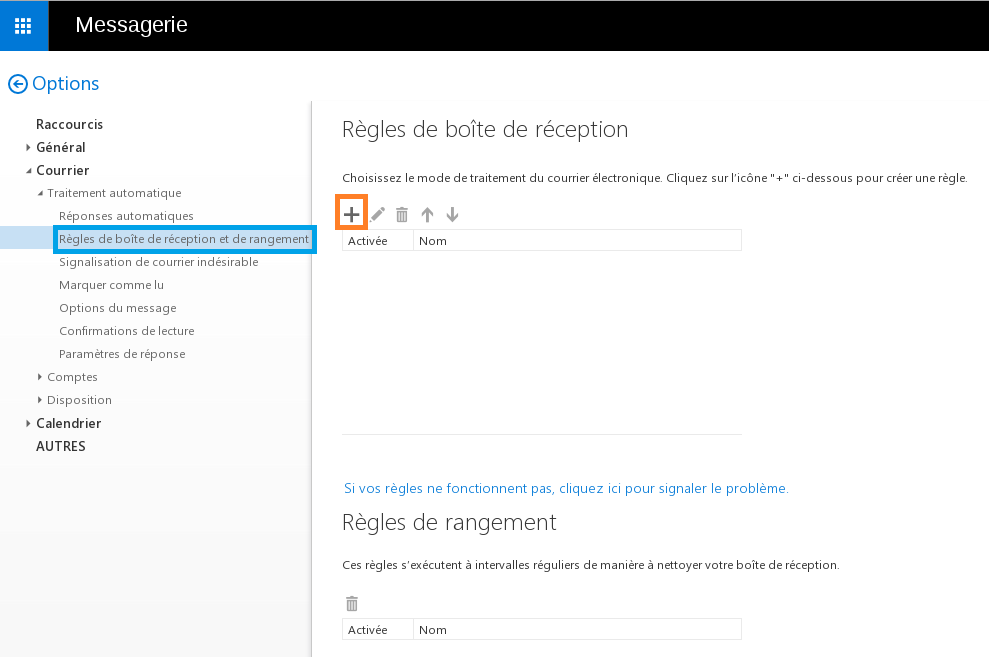 Messagerie
Options
Raccourcis
Général
Courrier
Traitement automatique
Réponses automatiques
Règles de boîte de réception et de rangement
Signalisation de courrier indésirable
Marquer comme lu
Options du message
Confirmations de lecture
Paramètres de réponse
Comptes
Disposition
Calendrier
AUTRES
Règles de boîte de réception
Choisissez le mode de traitement du courrier électronique. Cliquez sur l'icône "+" ci-dessous pour créer une règle.
Activée Nom
Si vos règles ne fonctionnent pas, cliquez ici pour signaler le problème.
Règles de rangement
Ces règles s'exécutent à intervalles réguliers de manière à nettoyer votre boîte de réception.
Activée Nom